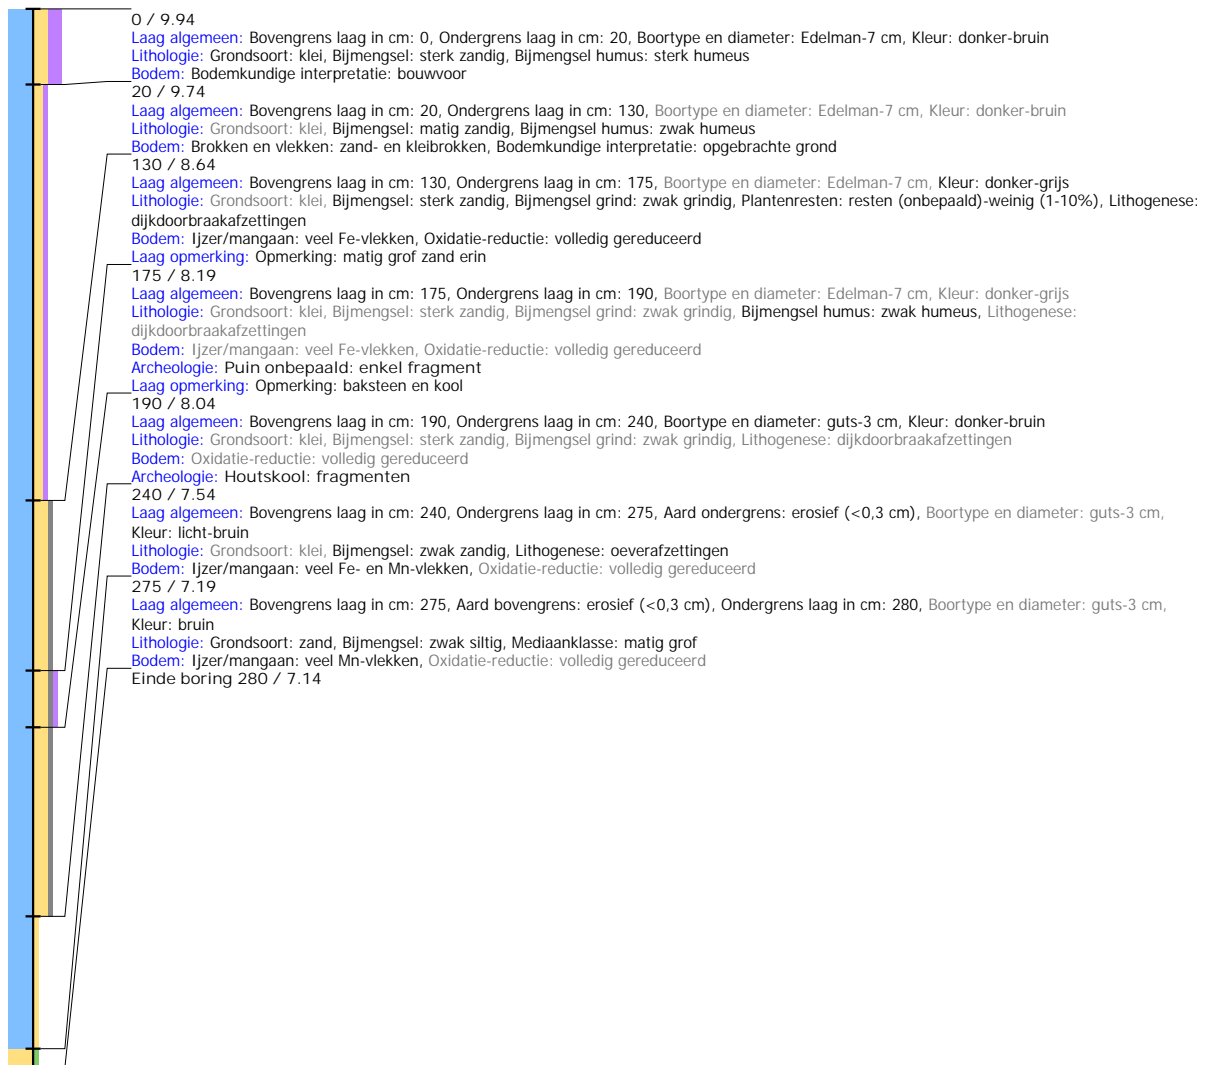 0 / 9.94
Laag algemeen: Bovengrens laag in cm: 0, Ondergrens laag in cm: 20, Boortype en diameter: Edelman-7 cm, Kleur: donker-bruin
Lithologie: Grondsoort: klei, Bijmengsel: sterk zandig, Bijmengsel humus: sterk humeus
Bodem: Bodemkundige interpretatie: bouwvoor
20 / 9.74
Laag algemeen: Bovengrens laag in cm: 20, Ondergrens laag in cm: 130, Boortype en diameter: Edelman-7 cm, Kleur: donker-bruin
Lithologie: Grondsoort: klei, Bijmengsel: matig zandig, Bijmengsel humus: zwak humeus
Bodem: Brokken en vlekken: zand- en kleibrokken, Bodemkundige interpretatie: opgebrachte grond
130 / 8.64
Laag algemeen: Bovengrens laag in cm: 130, Ondergrens laag in cm: 175, Boortype en diameter: Edelman-7 cm, Kleur: donker-grijs
Lithologie: Grondsoort: klei, Bijmengsel: sterk zandig, Bijmengsel grind: zwak grindig, Plantenresten: resten (onbepaald)-weinig (1-10%), Lithogenese:
dijkdoorbraakafzettingen
Bodem: Ijzer/mangaan: veel Fe-vlekken, Oxidatie-reductie: volledig gereduceerd
Laag opmerking: Opmerking: matig grof zand erin
175 / 8.19
Laag algemeen: Bovengrens laag in cm: 175, Ondergrens laag in cm: 190, Boortype en diameter: Edelman-7 cm, Kleur: donker-grijs
Lithologie: Grondsoort: klei, Bijmengsel: sterk zandig, Bijmengsel grind: zwak grindig, Bijmengsel humus: zwak humeus, Lithogenese:
dijkdoorbraakafzettingen
Bodem: Ijzer/mangaan: veel Fe-vlekken, Oxidatie-reductie: volledig gereduceerd
Archeologie: Puin onbepaald: enkel fragment
Laag opmerking: Opmerking: baksteen en kool
190 / 8.04
Laag algemeen: Bovengrens laag in cm: 190, Ondergrens laag in cm: 240, Boortype en diameter: guts-3 cm, Kleur: donker-bruin
Lithologie: Grondsoort: klei, Bijmengsel: sterk zandig, Bijmengsel grind: zwak grindig, Lithogenese: dijkdoorbraakafzettingen
Bodem: Oxidatie-reductie: volledig gereduceerd
Archeologie: Houtskool: fragmenten
240 / 7.54
Laag algemeen: Bovengrens laag in cm: 240, Ondergrens laag in cm: 275, Aard ondergrens: erosief (<0,3 cm), Boortype en diameter: guts-3 cm,
Kleur: licht-bruin
Lithologie: Grondsoort: klei, Bijmengsel: zwak zandig, Lithogenese: oeverafzettingen
Bodem: Ijzer/mangaan: veel Fe- en Mn-vlekken, Oxidatie-reductie: volledig gereduceerd
275 / 7.19
Laag algemeen: Bovengrens laag in cm: 275, Aard bovengrens: erosief (<0,3 cm), Ondergrens laag in cm: 280, Boortype en diameter: guts-3 cm,
Kleur: bruin
Lithologie: Grondsoort: zand, Bijmengsel: zwak siltig, Mediaanklasse: matig grof
Bodem: Ijzer/mangaan: veel Mn-vlekken, Oxidatie-reductie: volledig gereduceerd
Einde boring 280 / 7.14